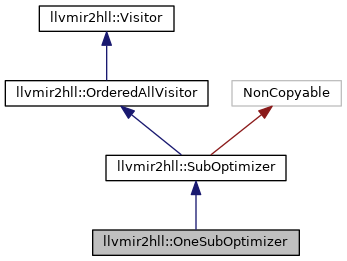 llvmir2hll::Visitor
llvmir2hll::OrderedAllVisitor
NonCopyable
llvmir2hll::SubOptimizer
llvmir2hll::OneSubOptimizer